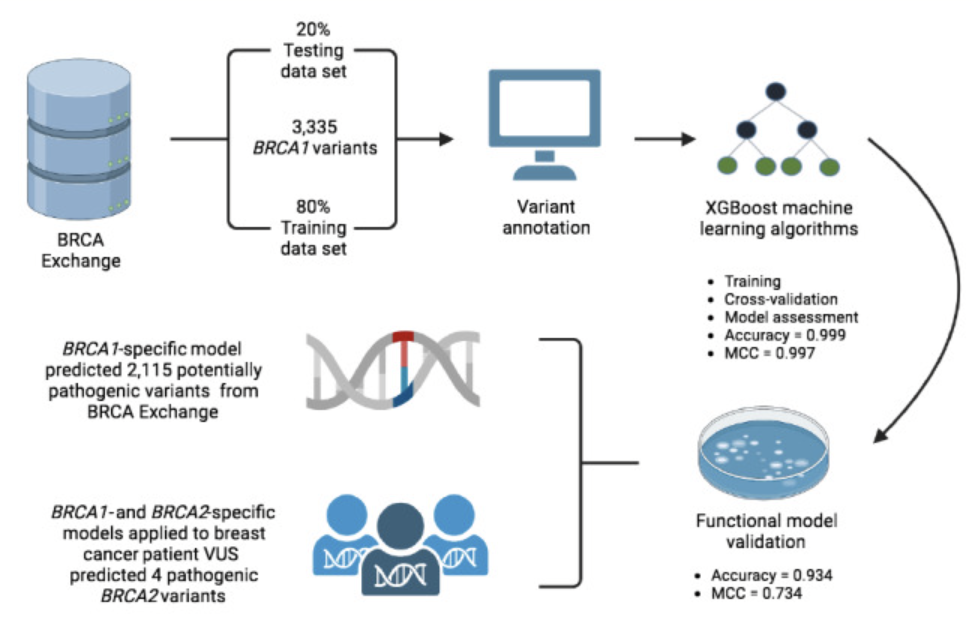 20%
Testing
data set
3,335
BRCA1 variants
80%
Training
data set
BRCA
Exchange
Variant
annotation
XGBoost machine
learning algorithms
• Training
• Cross-validation
• Model assessment
• Accuracy = 0.999
• MCC = 0.997
Functional model
validation
• Accuracy = 0.934
• MCC = 0.734
BRCA1-specific model
predicted 2,115 potentially
pathogenic variants from
BRCA Exchange
BRCA1- and BRCA2-specific
models applied to breast
cancer patient VUS
predicted 4 pathogenic
BRCA2 variants